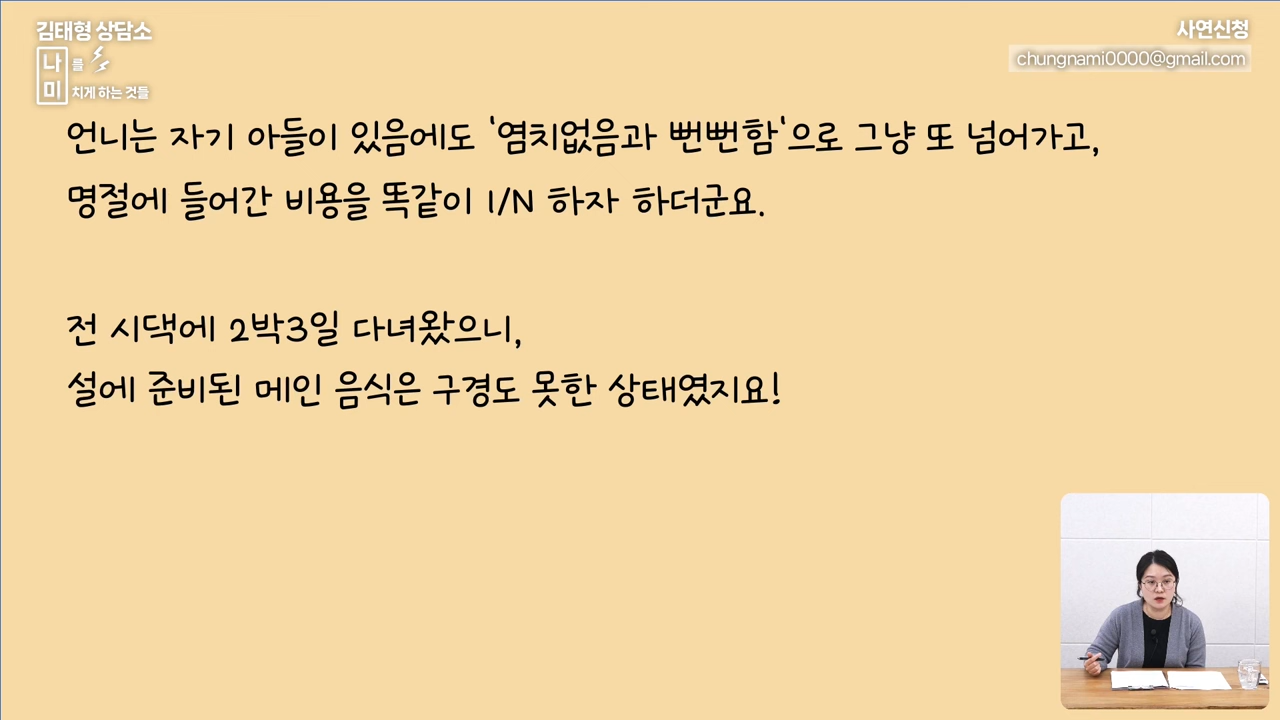 김태형 상담소
나를
미치게 하는 것들
사연신청
chungnami0000@gmail.com
언니는 자기 아들이 있음에도 '염치없음과 뻔뻔함'으로 그냥 또 넘어가고,
명절에 들어간 비용을 똑같이 1/N 하자 하더군요.
전 시댁에 2박3일 다녀왔으니,
설에 준비된 메인 음식은 구경도 못한 상태였지요!